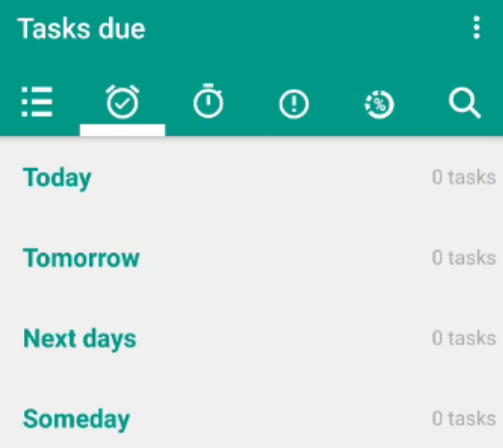 Tasks due
%
Today 0 tasks
Tomorrow 0 tasks
Next days 0 tasks
Someday 0 tasks